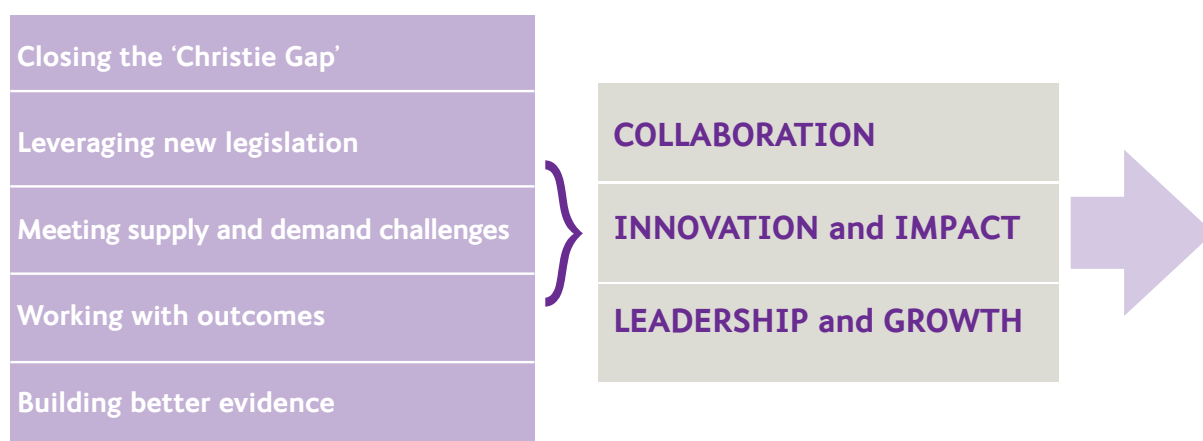 Closing the ‘Christie Gap’
Leveraging new legislation
Meeting supply and demand challenges
Working with outcomes
Building better evidence
COLLABORATION
INNOVATION and IMPACT
LEADERSHIP and GROWTH